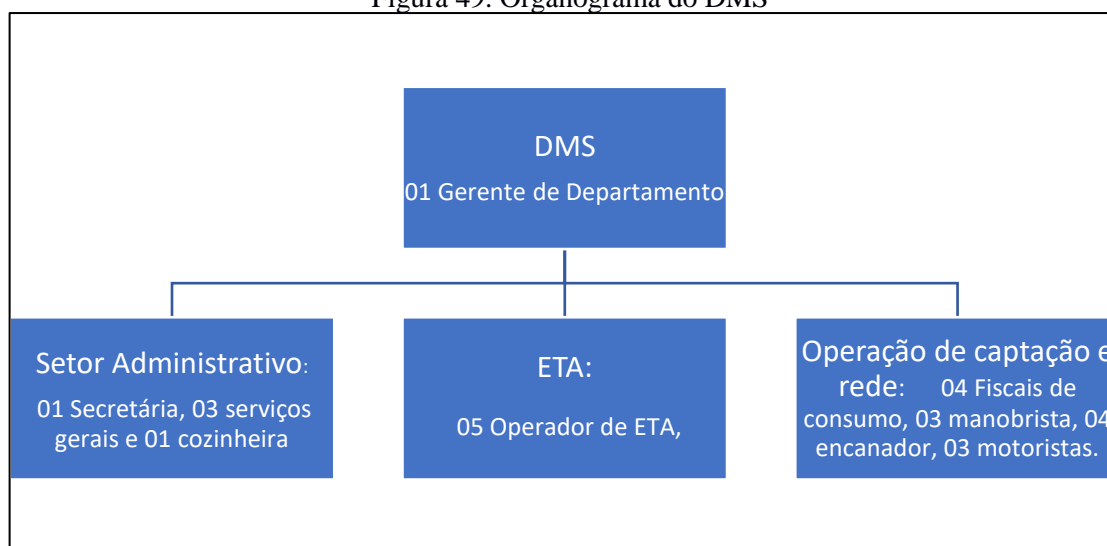 Figura 49. Organograma do DMS
DMS
01 Gerente de Departamento
Setor Administrativo:
01 Secretária, 03 serviços
gerais e 01 cozinheira
ETA:
05 Operador de ETA,
Operação de captação e
rede: 04 Fiscais de
consumo, 03 manobrista, 04
encanador, 03 motoristas.